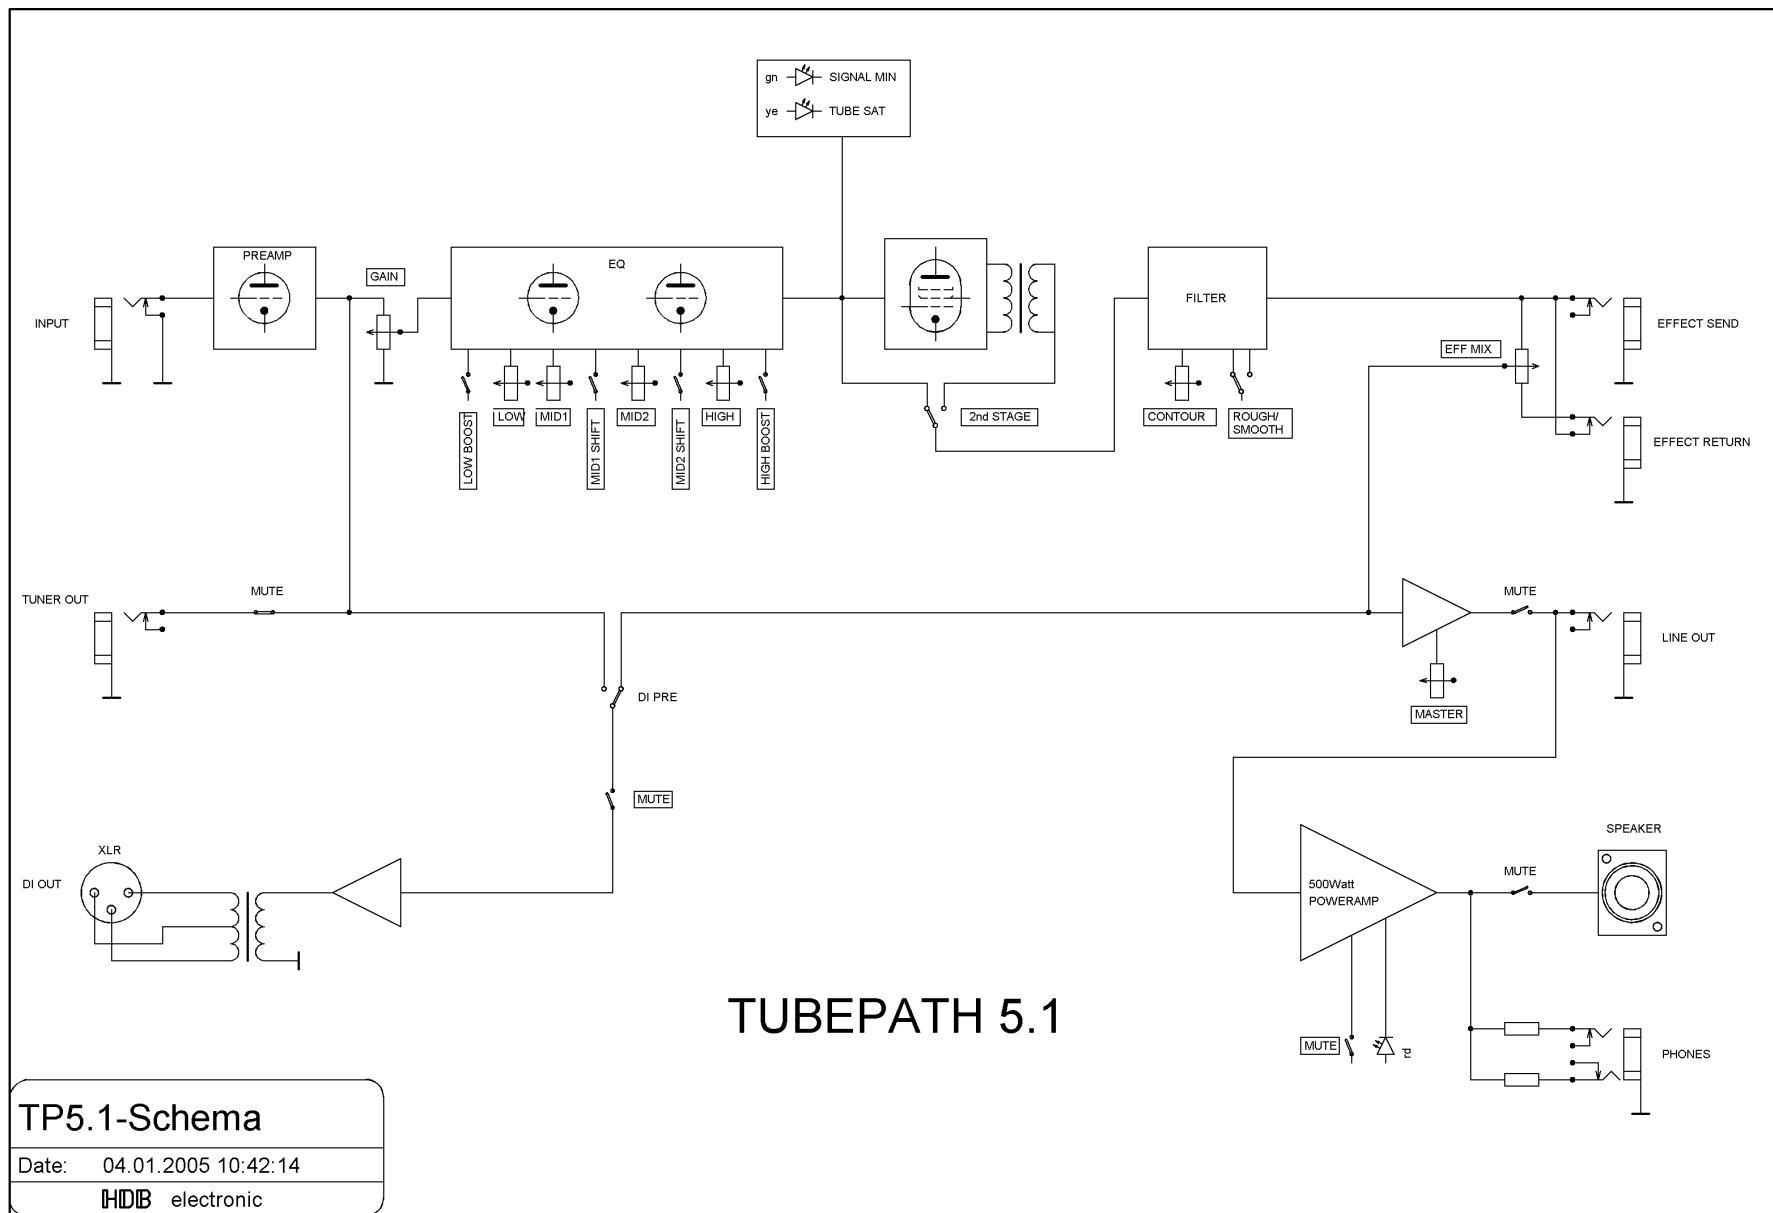 gn SIGNAL MIN
ye TUBE SAT
PREAMP
GAIN
EQ
FILTER
INPUT
EFFECT SEND
EFF MIX
LOW BOOST
LOW
MID1
MID1 SHIFT
MID2
MID2 SHIFT
HIGH
HIGH BOOST
2nd STAGE
CONTOUR
ROUGH/
SMOOTH
EFFECT RETURN
TUNER OUT
MUTE
MUTE
LINE OUT
DI PRE
MASTER
MUTE
XLR
DI OUT
500Watt
POWERAMP
MUTE
SPEAKER
MUTE
rd
PHONES
TUBEPATH 5.1
TP5.1-Schema
Date: 04.01.2005 10:42:14
HDB electronic